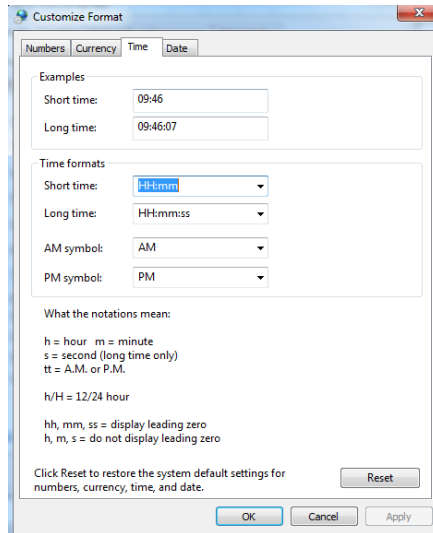 Customize Format
Numbers Currency Time Date
Examples
Short time: 09:46
Long time: 09:46:07
Time formats
Short time: HH:mm
Long time: HH:mm:ss
AM symbol: AM
PM symbol: PM
What the notations mean:
h = hour m = minute
s = second (long time only)
tt = A.M. or P.M.
h/H = 12/24 hour
hh, mm, ss = display leading zero
h, m, s = do not display leading zero
Click Reset to restore the system default settings for
numbers, currency, time, and date.
Reset
OK Cancel Apply